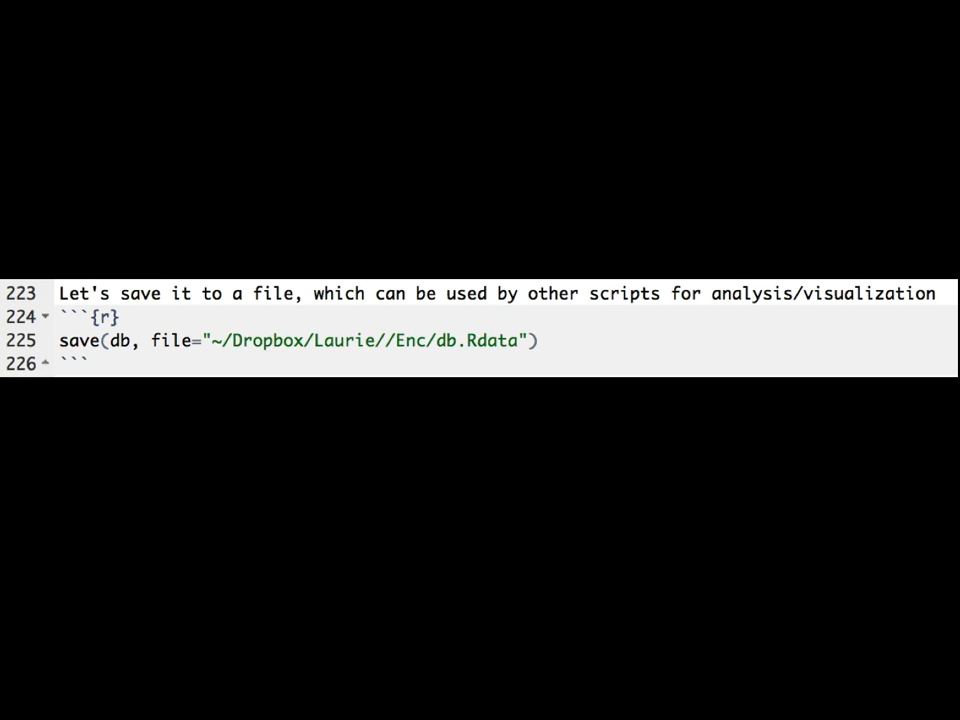 223 Let's save it to a file, which can be used by other scripts for analysis/visualization
224 ```{r}
225 save(db, file="~/Dropbox/Laurie//Enc/db.Rdata")
226 ```